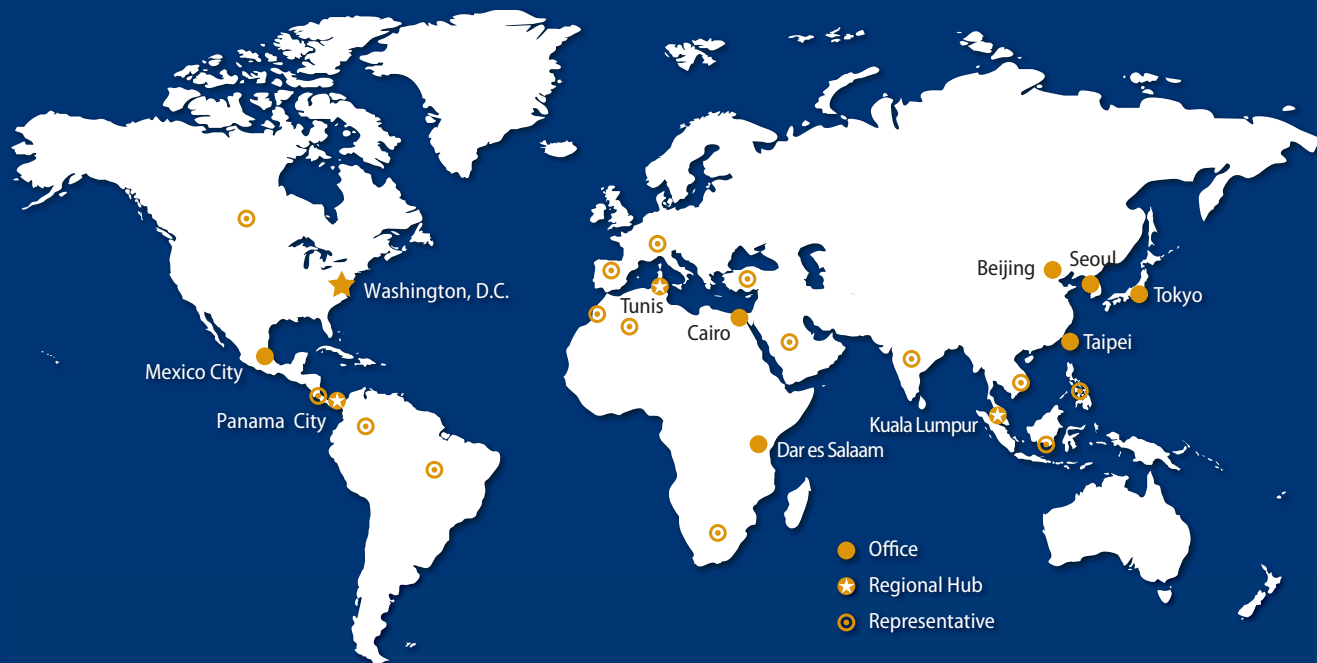 Washington, D.C.
Mexico City
Panama City
Tunis
Cairo
Dar es Salaam
Beijing
Seoul
Tokyo
Taipei
Kuala Lumpur
Office
Regional Hub
Representative